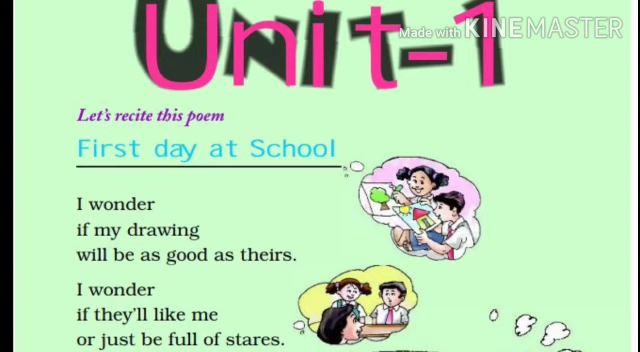 Unit-1
Made with KINEMASTER
Let's recite this poem
First day at School
I wonder
if my drawing
will be as good as theirs.
I wonder
if they'll like me
or just be full of stares.